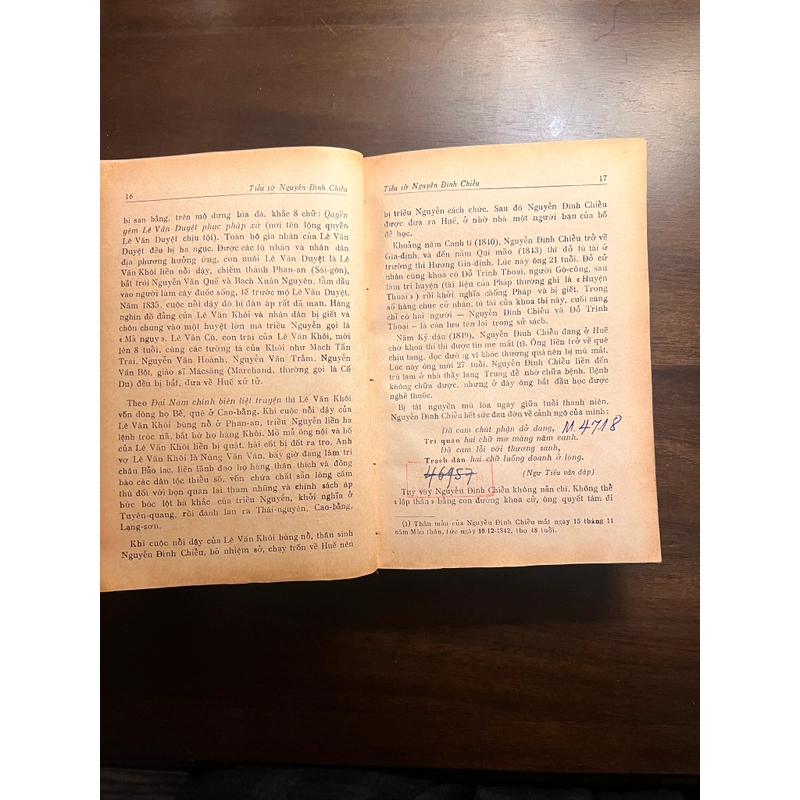 16
Tiểu sử Nguyễn Đình Chiểu
bị san bằng, trên mộ dựng bia đá, khắc 8 chữ: Quyền
yêm Lê Văn Duyệt phục pháp xử (nơi tên lộng quyền
Lê Văn Duyệt chịu tội). Toàn bộ gia nhân của Lê Văn
Duyệt đều bị hạ ngục. Được các tù nhân và nhân dân
địa phương hưởng ứng, con nuôi Lê Văn Duyệt là Lê
Văn Khôi liền nổi dậy, chiếm thành Phan-an (Sài-gòn),
bắt trói Nguyễn Văn Quế và Bạch Xuân Nguyên, tẩm dầu
vào người làm cây đuốc sống, tế trước mộ Lê Văn Duyệt.
Năm 1835, cuộc nổi dậy đó bị đàn áp rất dã man. Hàng
nghìn đồ đảng của Lê Văn Khôi và nhân dân bị giết và
chôn chung vào một huyệt lớn mà triều Nguyễn gọi là
« Mả ngụy ». Lê Văn Cù, con trai của Lê Văn Khôi, mới
lên 8 tuổi, cùng các tướng tá của Khôi như Mạch Tấn
Trai, Nguyễn Văn Hoành, Nguyễn Văn Trắm, Nguyễn
Văn Bột, giáo sĩ Mácsăng (Marchand, thường gọi là Cố
Du) đều bị bắt, đưa về Huế xử tử.
Theo Đại Nam chính biên liệt truyện thì Lê Văn Khôi
vốn dòng họ Bế, quê ở Cao-bằng. Khi cuộc nổi dậy của
Lê Văn Khôi bùng nổ ở Phan-an, triều Nguyễn liền hạ
lệnh tróc nã, bắt bớ họ hàng Khôi. Mồ mả ông nội và bố
của Lê Văn Khôi liền bị quật, hài cốt bị đốt ra tro. Anh
vợ Lê Văn Khôi là Nùng Văn Vân, bấy giờ đang làm tri
châu Bảo lạc, liền lãnh đạo họ hàng thân thích và đồng
bào các dân tộc thiểu số, vốn chứa chất sẵn lòng căm
thù đối với bọn quan lại tham nhũng và chính sách áp
bức bóc lột hà khắc của triều Nguyễn, khởi nghĩa ở
Tuyên-quang, rồi đánh lan ra Thái-nguyên, Cao-bằng,
Lạng-sơn.
Khi cuộc nổi dậy của Lê Văn Khôi bùng nổ, thân sinh
Nguyễn Đình Chiểu, bỏ nhiệm sở, chạy trốn về Huế nên
Tiểu sử Nguyễn Đình Chiểu
17
bị triều Nguyễn cách chức. Sau đó Nguyễn Đình Chiểu
được đưa ra Huế, ở nhờ nhà một người bạn của bố
để học.
Khoảng năm Canh tí (1840), Nguyễn Đình Chiểu trở về
Gia-định, và đến năm Quí mão (1843) thi đỗ tú tài ở
trường thi Hương Gia-định. Lúc này ông 21 tuổi. Đỗ cử
nhân cùng khoa có Đỗ Trình Thoại, người Gò-công, sau
làm tri huyện (tài liệu của Pháp thường ghi là « Huyện
Thoại ») rồi khởi nghĩa chống Pháp và bị giết. Trong
số hàng chục cử nhân, tú tài của khoa thi này, cuối cùng
chỉ có hai người — Nguyễn Đình Chiểu và Đỗ Trình
Thoại — là còn lưu tên lại trong sử sách.
Năm Kỷ dậu (1849), Nguyễn Đình Chiểu đang ở Huế
chờ khoa thi thì được tin mẹ mất (1). Ông liền trở về quê
chịu tang, dọc đường vì khóc thương quá nên bị mù mắt.
Lúc này ông mới 27 tuổi. Nguyễn Đình Chiểu liền đến
trú tạm ở nhà thầy lang Trung để nhờ chữa bệnh. Bệnh
không chữa được, nhưng ở đây ông bắt đầu học được
nghề thuốc.
Bị tật nguyền mù lòa ngay giữa tuổi thanh niên,
Nguyễn Đình Chiểu hết sức đau đớn về cảnh ngộ của mình:
Đã cam chút phận dở dang,
M.4718
Trí quân hai chữ mơ màng năm canh.
Đã cam lỗi với thương sanh,
Trạch dân hai chữ luống doanh ở lòng.
46957
(Ngư Tiều vấn đáp)
Tuy vậy Nguyễn Đình Chiểu không nản chí. Không thể
« lập thân » bằng con đường khoa cử, ông quyết tâm đi
(1) Thân mẫu của Nguyễn Đình Chiểu mất ngày 15 tháng 11
năm Mậu thân, tức ngày 10-12-1842, thọ 48 tuổi.